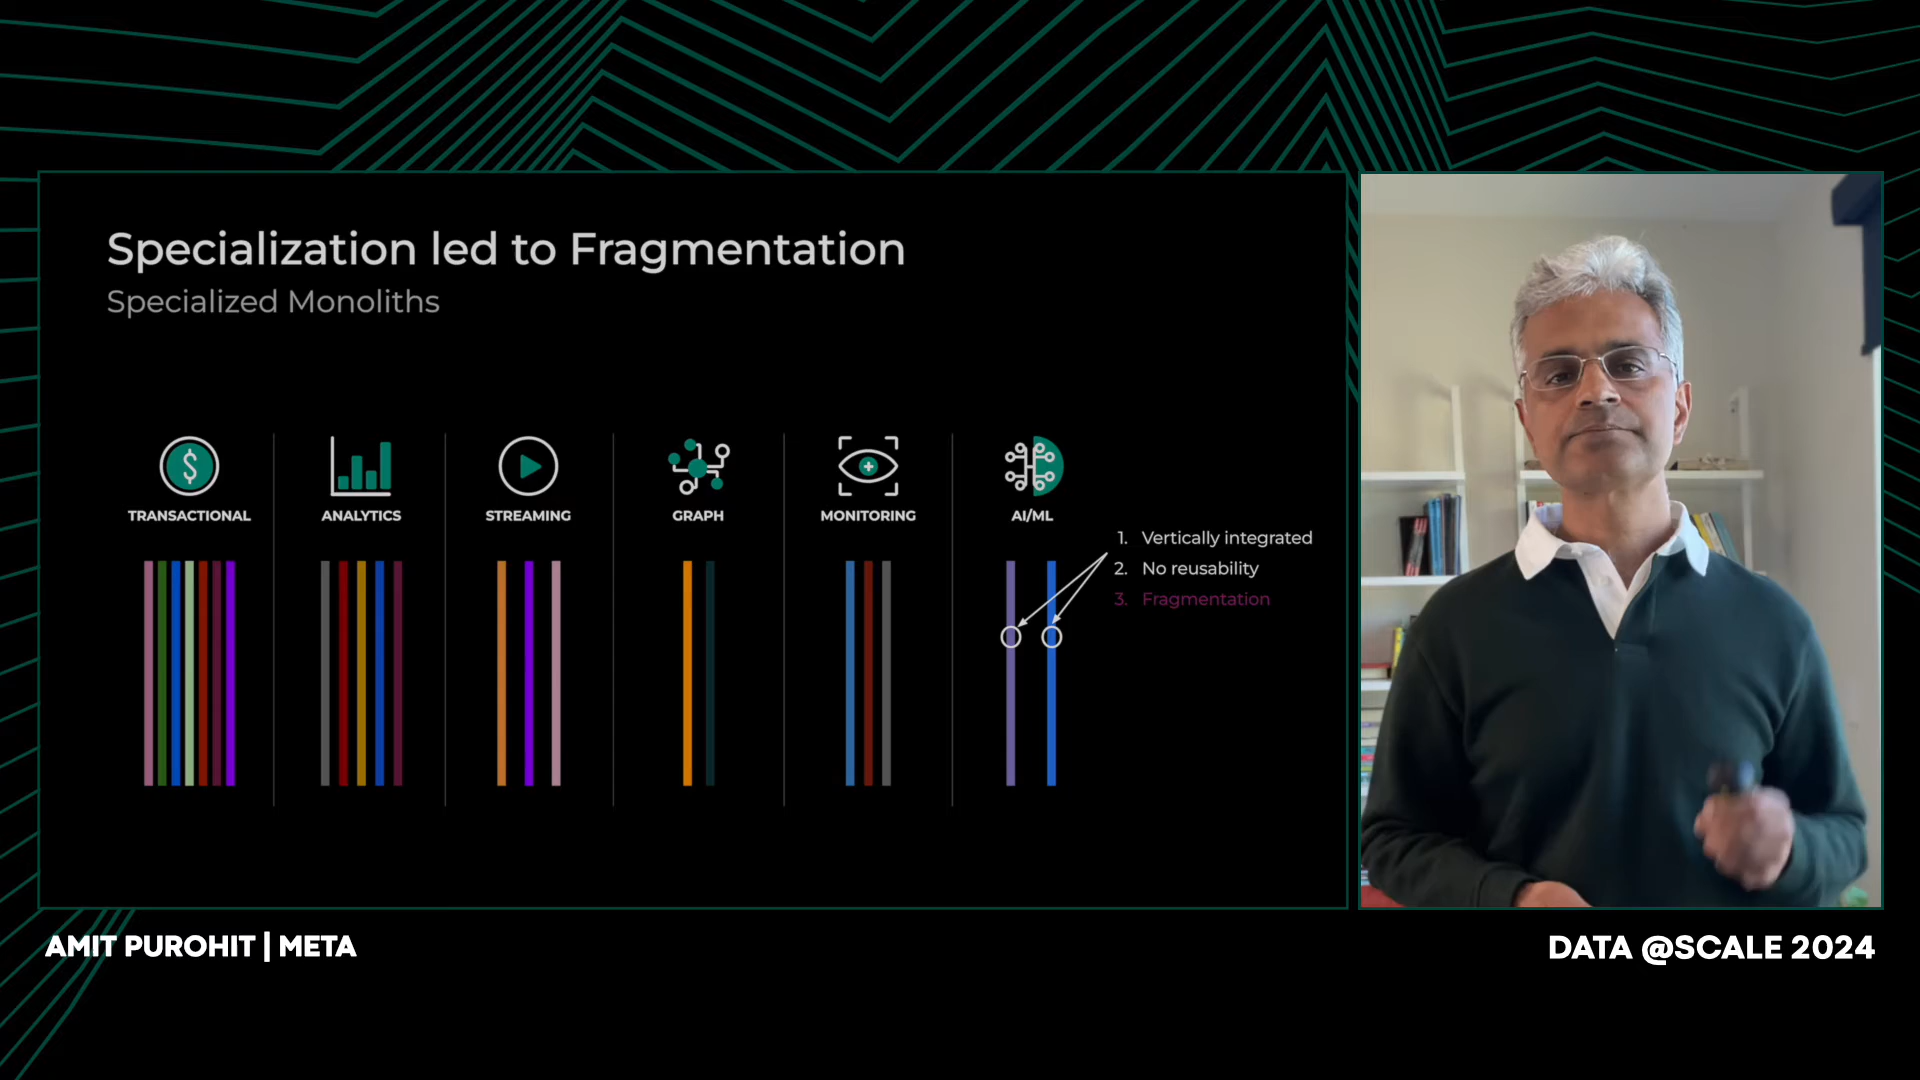 Specialization led to Fragmentation
Specialized Monoliths
$
TRANSACTIONAL
ANALYTICS
STREAMING
GRAPH
MONITORING
AI/ML
1. Vertically integrated
2. No reusability
3. Fragmentation
AMIT PUROHIT | META
DATA @SCALE 2024